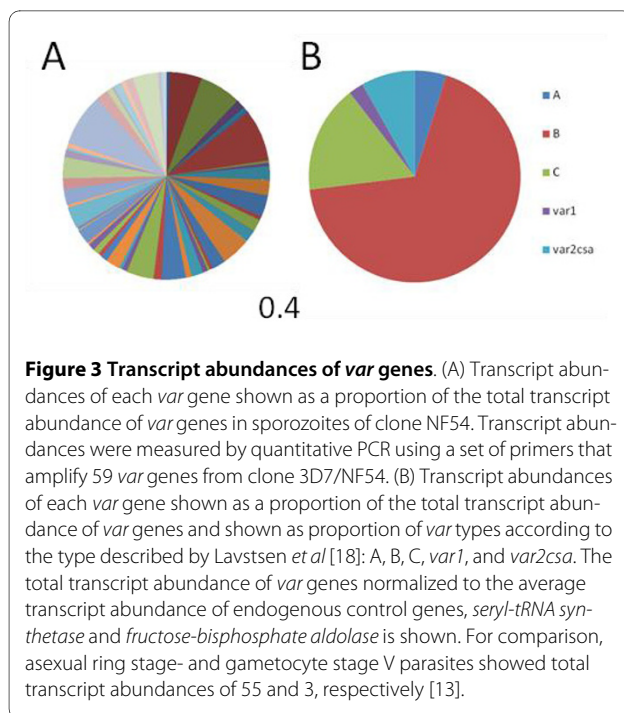 A
B
A
B
C
var1
var2csa
0.4
Figure 3 Transcript abundances of var genes. (A) Transcript abun-
dances of each var gene shown as a proportion of the total transcript
abundance of var genes in sporozoites of clone NF54. Transcript abun-
dances were measured by quantitative PCR using a set of primers that
amplify 59 var genes from clone 3D7/NF54. (B) Transcript abundances
of each var gene shown as a proportion of the total transcript abun-
dance of var genes and shown as proportion of var types according to
the type described by Lavstsen et al [18]: A, B, C, var1, and var2csa. The
total transcript abundance of var genes normalized to the average
transcript abundance of endogenous control genes, seryl-tRNA syn-
thetase and fructose-bisphosphate aldolase is shown. For comparison,
asexual ring stage- and gametocyte stage V parasites showed total
transcript abundances of 55 and 3, respectively [13].